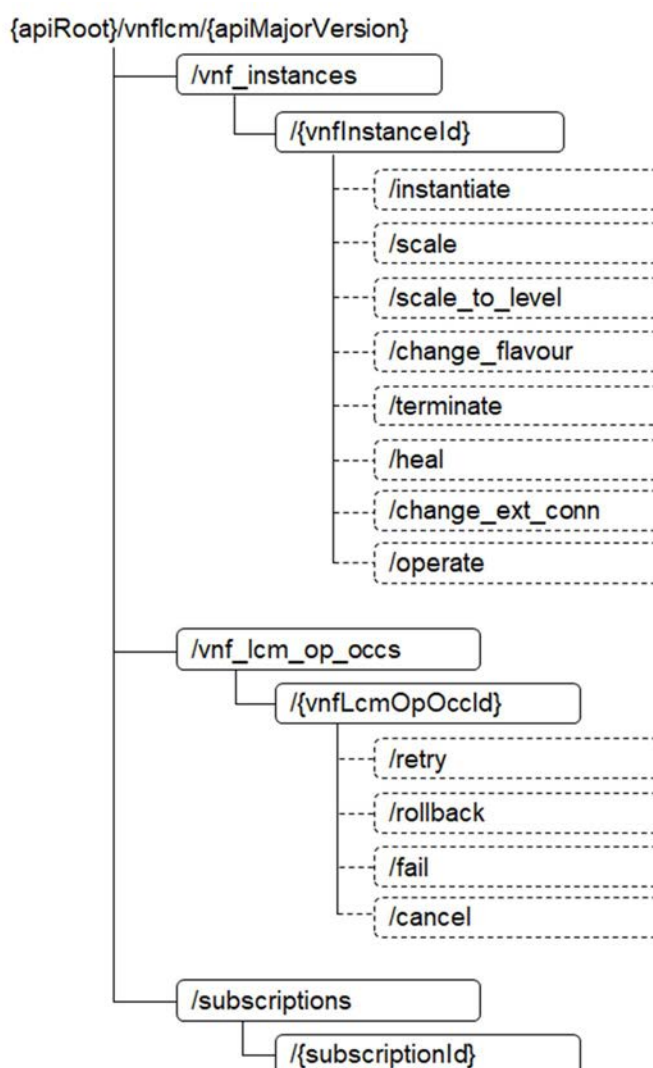 {apiRoot}/vnflcm/{apiMajorVersion}
/vnf_instances
/{vnfInstanceId}
/instantiate
/scale
/scale_to_level
/change_flavour
/terminate
/heal
/change_ext_conn
/operate
/vnf_lcm_op_occs
/{vnfLcmOpOccId}
/retry
/rollback
/fail
/cancel
/subscriptions
/{subscriptionId}